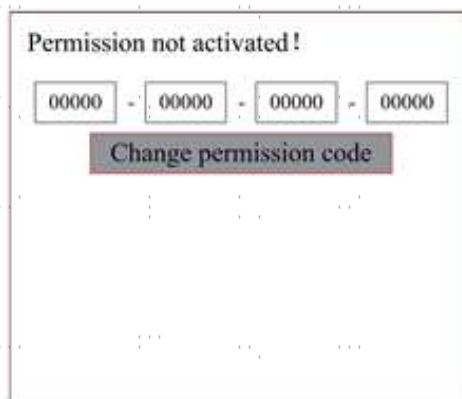 Permission not activated!
00000 - 00000 - 00000 - 00000
Change permission code